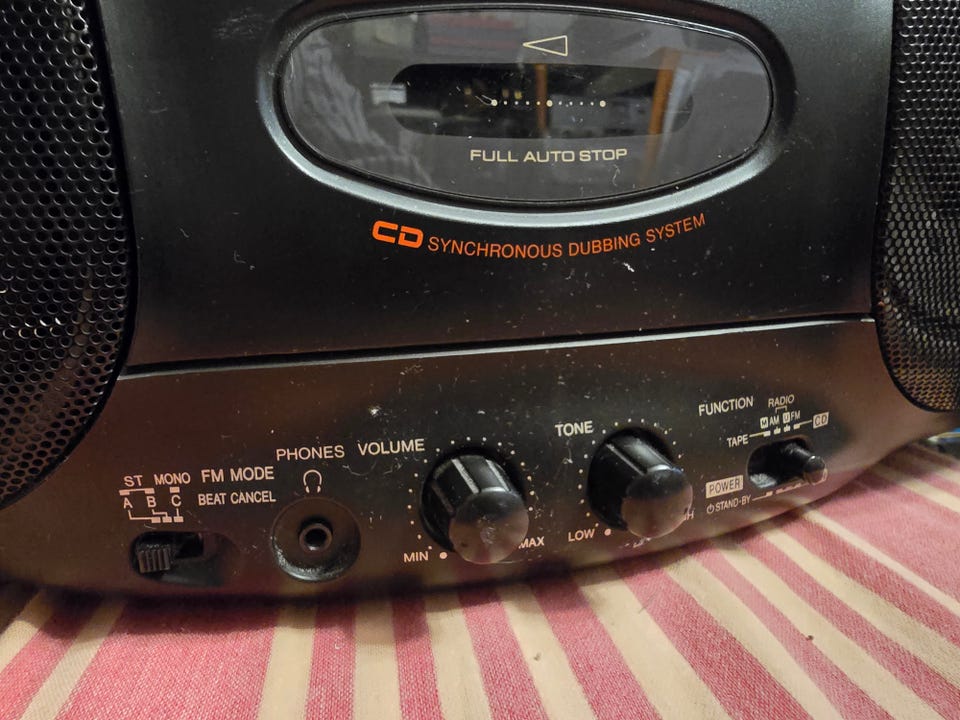 FULL AUTO STOP
CD SYNCHRONOUS DUBBING SYSTEM
ST MONO FM MODE
A B C BEAT CANCEL
PHONES
VOLUME
MIN MAX
TONE
LOW
FUNCTION
RADIO
M AM U FM
TAPE CD
POWER
STAND-BY